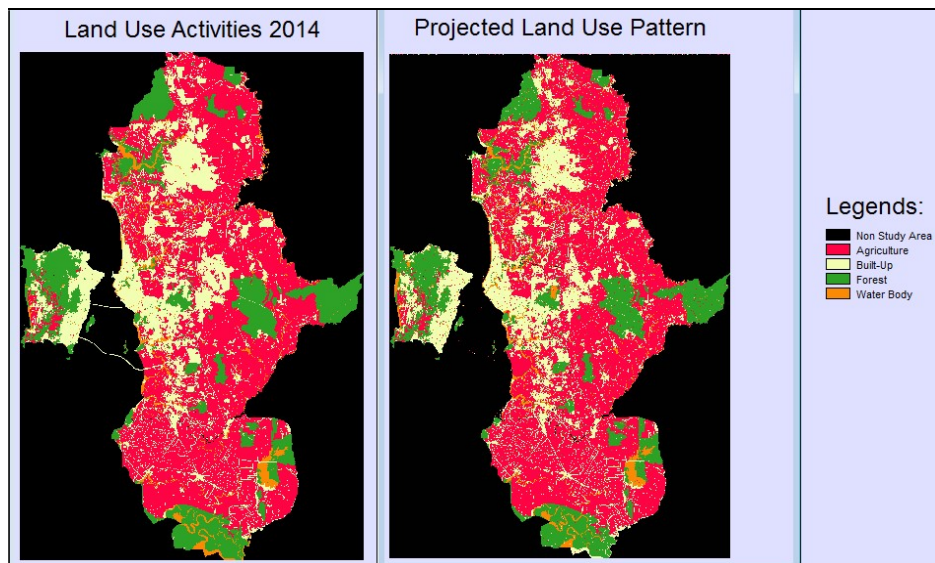 Land Use Activities 2014
Projected Land Use Pattern
Legends:
Non Study Area
Agriculture
Built-Up
Forest
Water Body